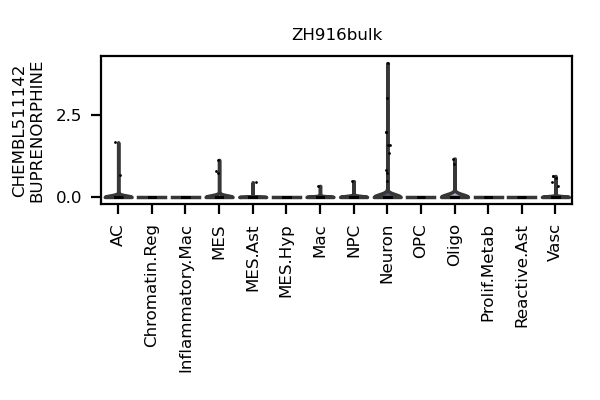 ZH916bulk
CHEMBL511142
BUPRENORPHINE
2.5
0.0
AC
Chromatin.Reg
Inflammatory.Mac
MES
MES.Ast
MES.Hyp
Mac
NPC
Neuron
OPC
Oligo
Prolif.Metab
Reactive.Ast
Vasc